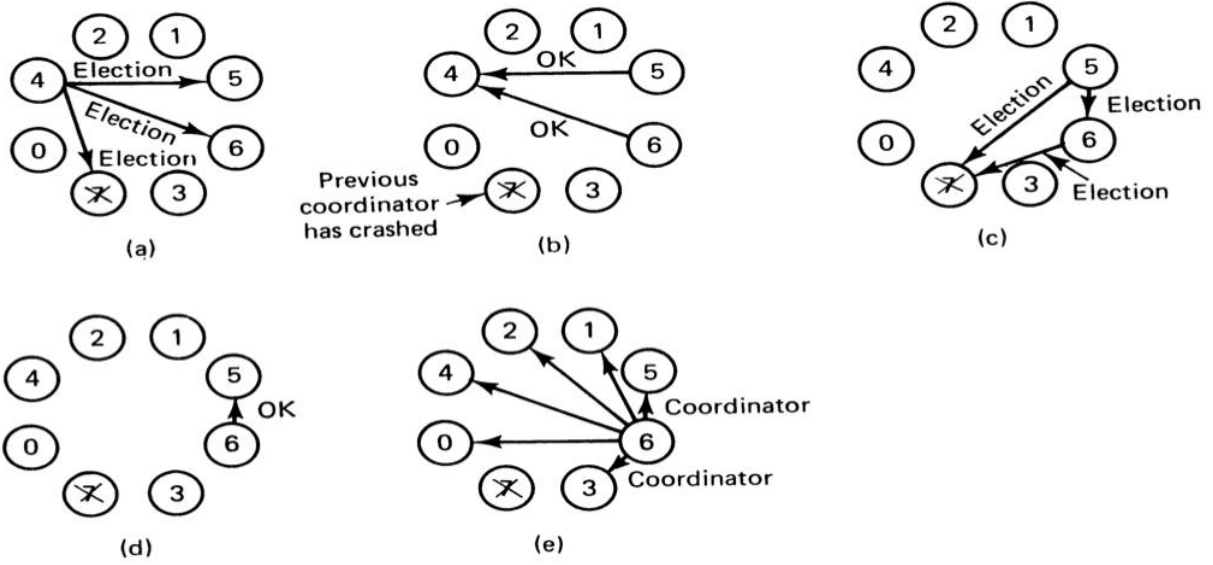 2 1
4 Election 5
Election
0 Election 6
7 3
(a)
2 1
OK
4 5
OK
0 6
Previous
coordinator
has crashed
7 3
(b)
2 1
4 5
Election Election
0 6
7 3 Election
(c)
2 1
4 5
OK
0 6
7 3
(d)
2 1
4 5
Coordinator
0 6
7 3 Coordinator
(e)